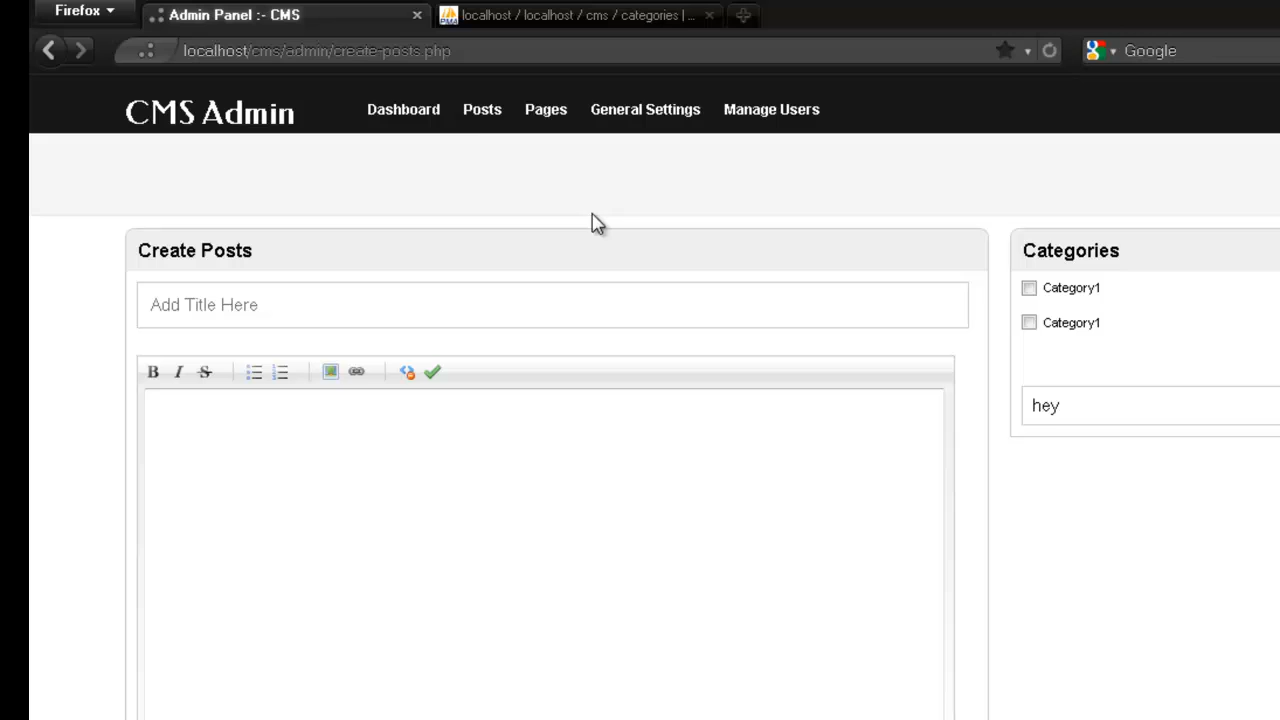 Firefox
Admin Panel :- CMS
localhost / localhost / cms / categories | ...
localhost/cms/admin/create-posts.php
Google
CMS Admin
Dashboard
Posts
Pages
General Settings
Manage Users
Create Posts
Add Title Here
B I S
Categories
Category1
Category1
hey